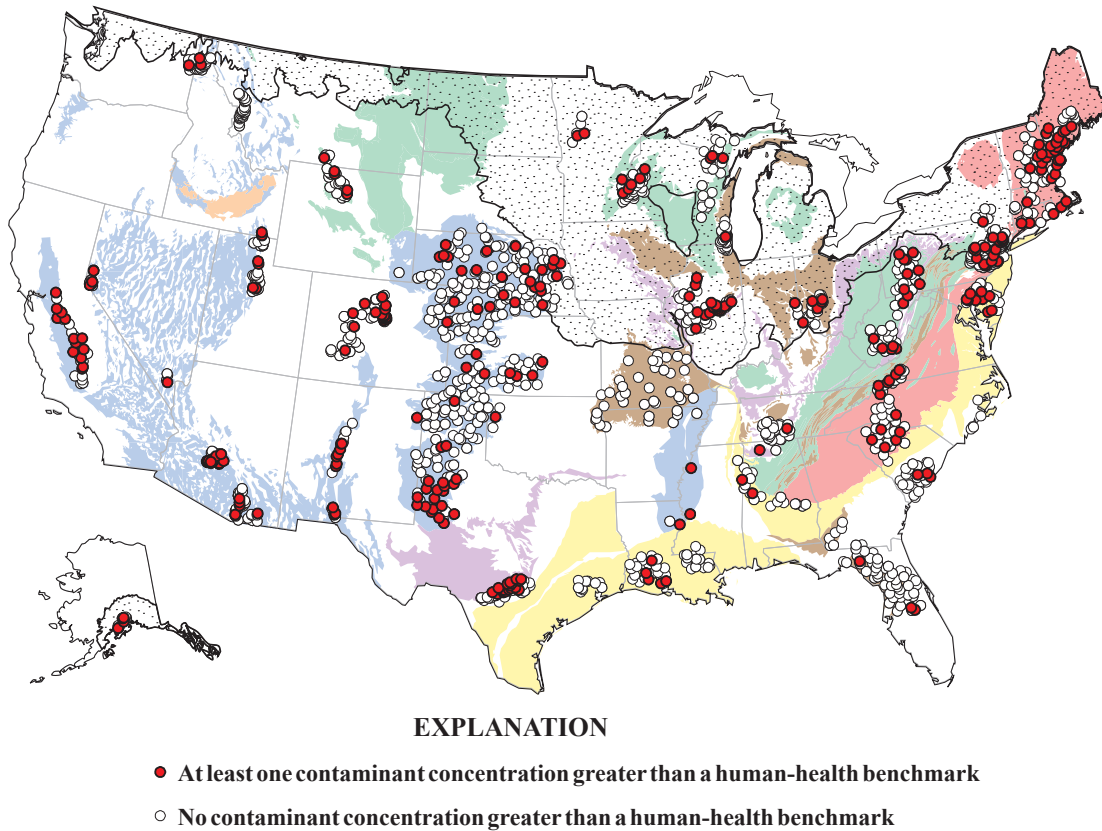 EXPLANATION
At least one contaminant concentration greater than a human-health benchmark
No contaminant concentration greater than a human-health benchmark